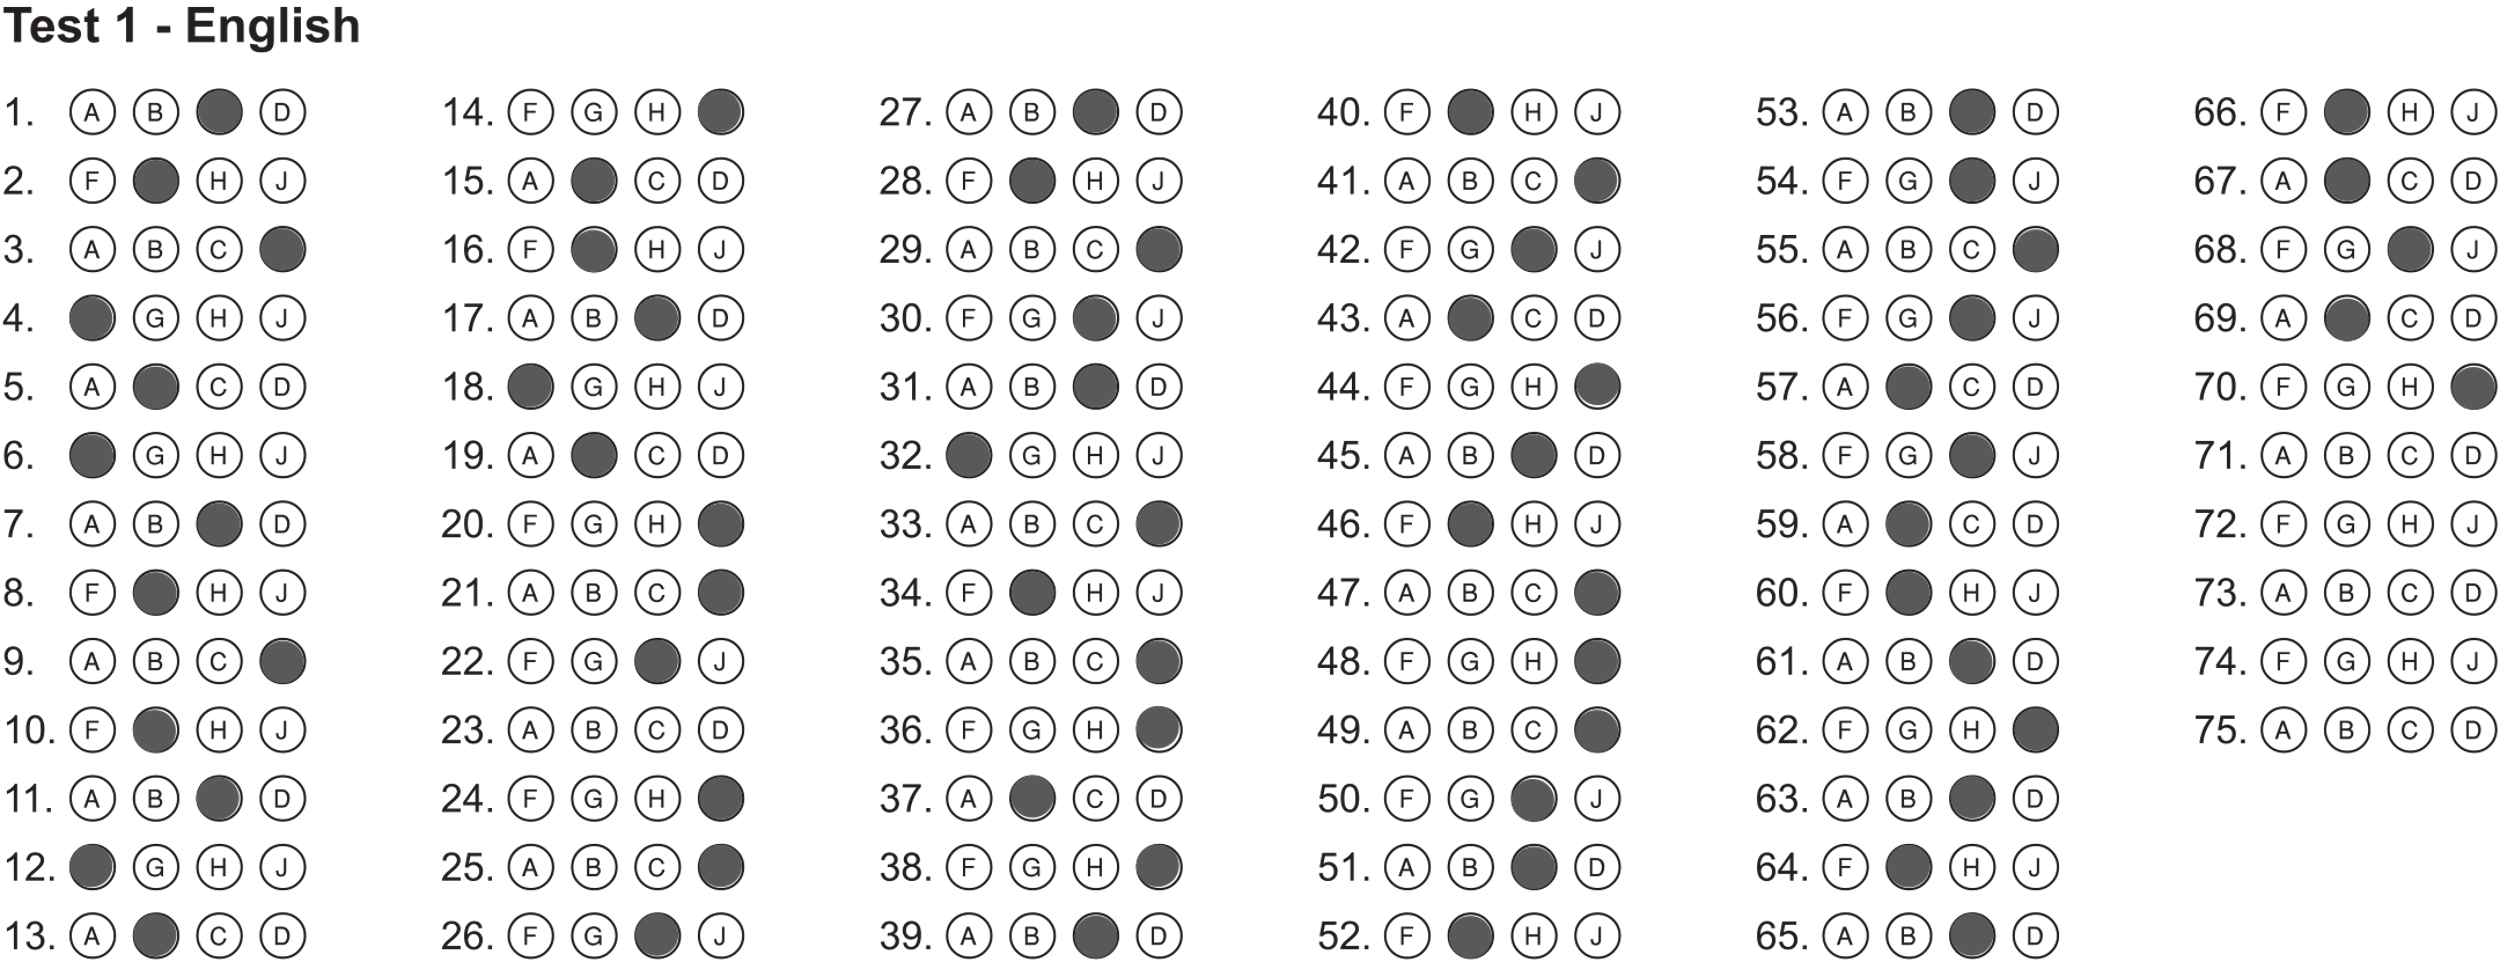 Test 1 - English
1. A B D 14. F G H 27. A B D 40. F H J 53. A B D 66. F H J
2. F H J 15. A C D 28. F H J 41. A B C 54. F G J 67. A C D
3. A B C 16. F H J 29. A B C 42. F G J 55. A B C 68. F G J
4. G H J 17. A B D 30. F G J 43. A C D 56. F G J 69. A C D
5. A C D 18. G H J 31. A B D 44. F G H 57. A C D 70. F G H
6. G H J 19. A C D 32. G H J 45. A B D 58. F G J 71. A B C D
7. A B D 20. F G H 33. A B C 46. F H J 59. A C D 72. F G H J
8. F H J 21. A B C 34. F H J 47. A B C 60. F H J 73. A B C D
9. A B C 22. F G J 35. A B C 48. F G H 61. A B D 74. F G H J
10. F H J 23. A B C D 36. F G H 49. A B C 62. F G H 75. A B C D
11. A B D 24. F G H 37. A C D 50. F G J 63. A B D
12. G H J 25. A B C 38. F G H 51. A B D 64. F H J
13. A C D 26. F G J 39. A B D 52. F H J 65. A B D